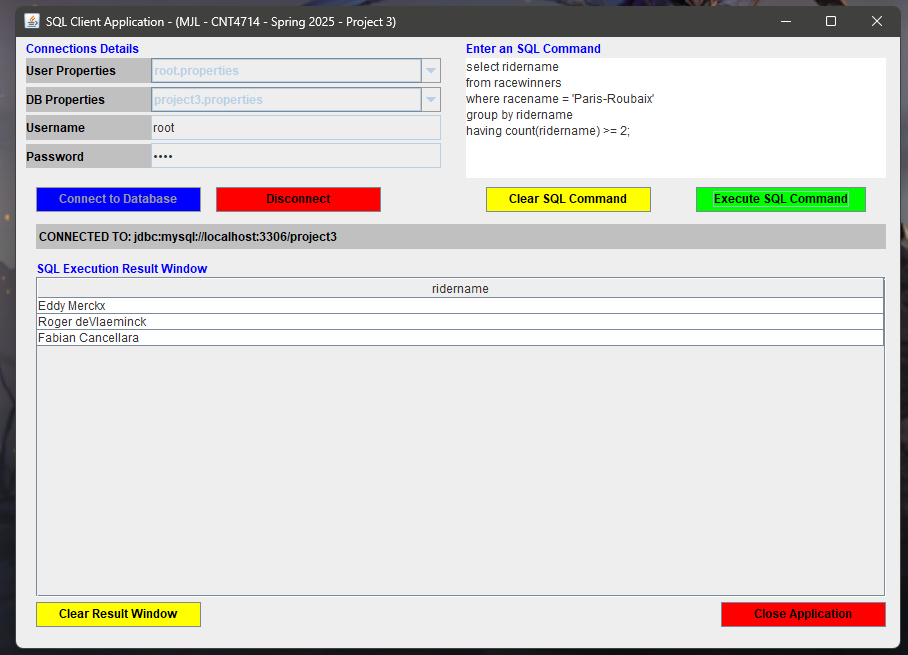 SQL Client Application - (MJL - CNT4714 - Spring 2025 - Project 3)
Connections Details
User Properties root.properties
DB Properties project3.properties
Username root
Password ••••
Connect to Database Disconnect
Enter an SQL Command
select ridername
from racewinners
where racename = 'Paris-Roubaix'
group by ridername
having count(ridername) >= 2;
Clear SQL Command Execute SQL Command
CONNECTED TO: jdbc:mysql://localhost:3306/project3
SQL Execution Result Window
ridername
Eddy Merckx
Roger deVlaeminck
Fabian Cancellara
Clear Result Window Close Application